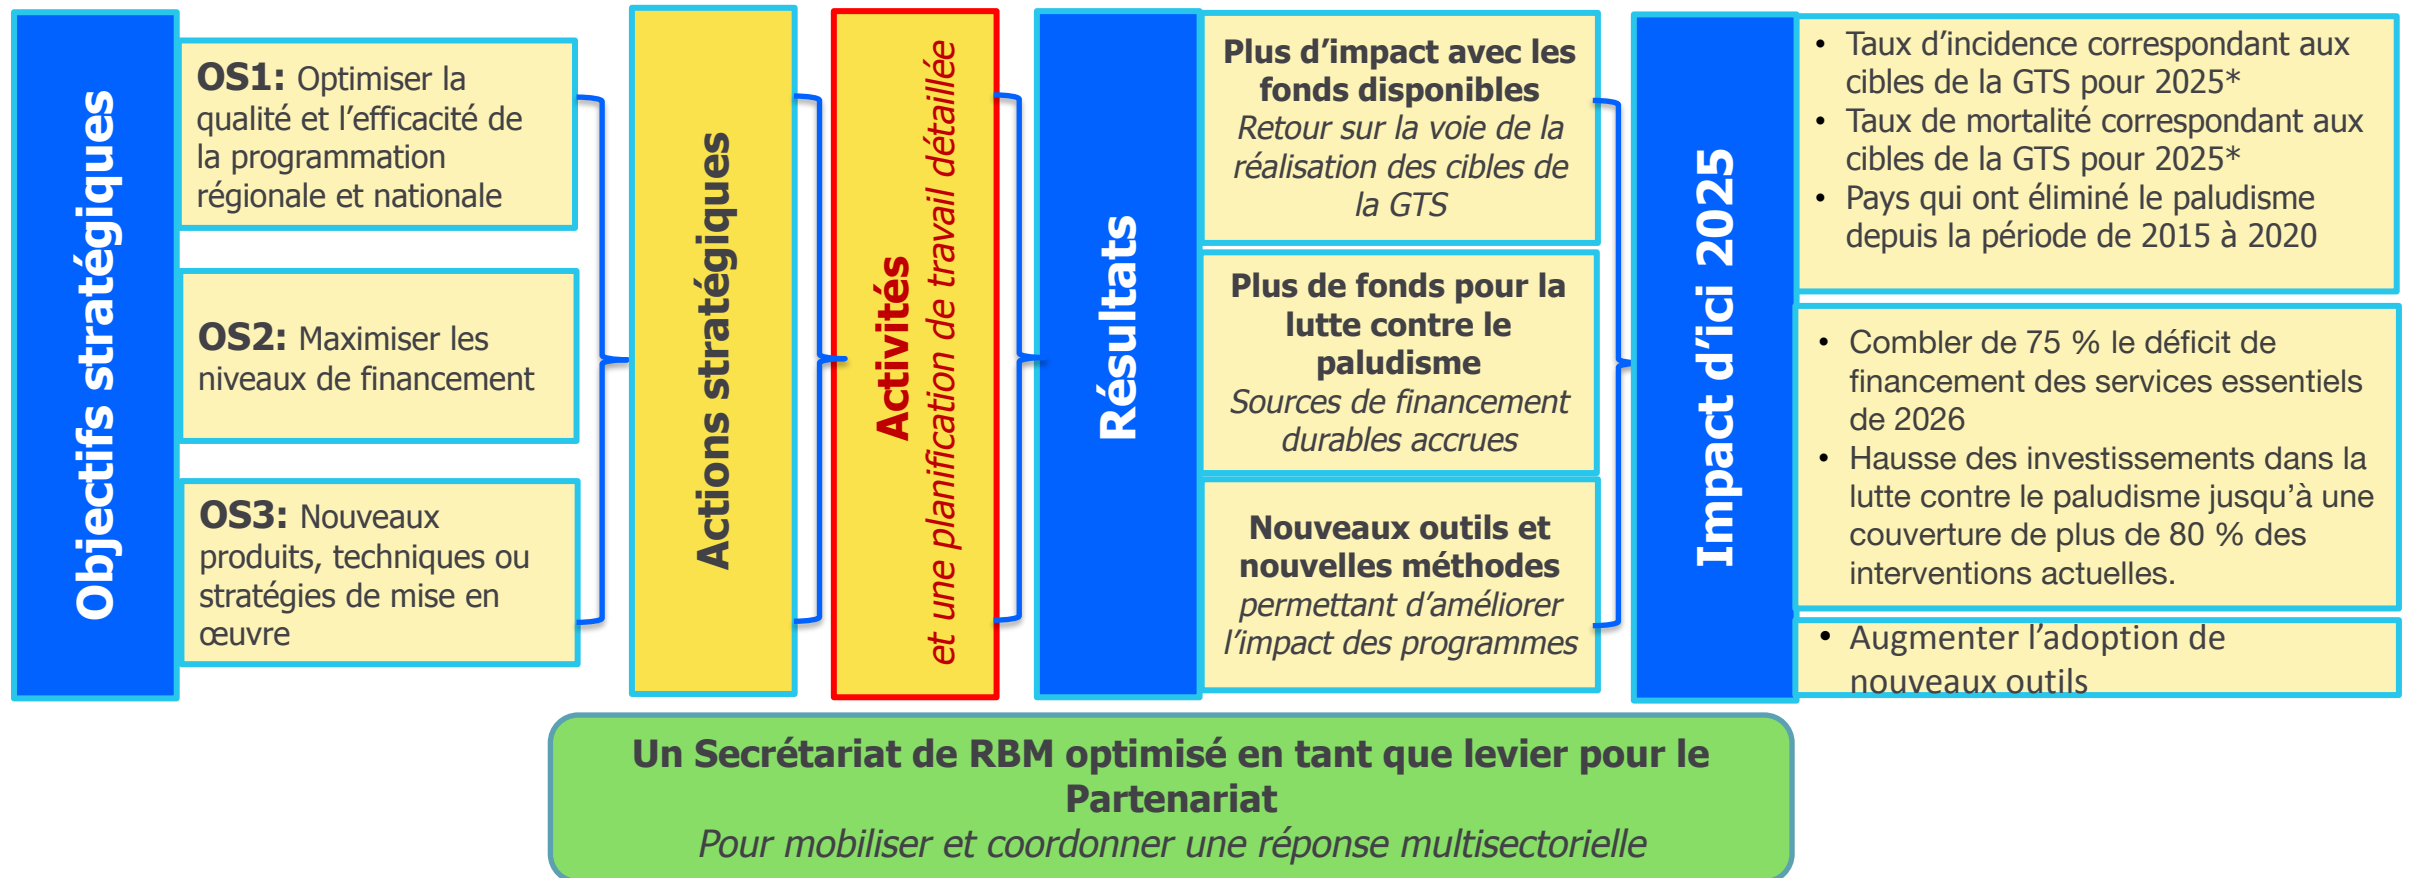 Objectifs stratégiques
OS1: Optimiser la
qualité et l’efficacité de
la programmation
régionale et nationale
OS2: Maximiser les
niveaux de financement
OS3: Nouveaux
produits, techniques ou
stratégies de mise en
œuvre
Actions stratégiques
Activités
et une planification de travail détaillée
Résultats
Plus d’impact avec les
fonds disponibles
Retour sur la voie de la
réalisation des cibles de
la GTS
Plus de fonds pour la
lutte contre le
paludisme
Sources de financement
durables accrues
Nouveaux outils et
nouvelles méthodes
permettant d’améliorer
l’impact des programmes
Impact d’ici 2025
• Taux d’incidence correspondant aux
cibles de la GTS pour 2025*
• Taux de mortalité correspondant aux
cibles de la GTS pour 2025*
• Pays qui ont éliminé le paludisme
depuis la période de 2015 à 2020
• Combler de 75 % le déficit de
financement des services essentiels
de 2026
• Hausse des investissements dans la
lutte contre le paludisme jusqu’à une
couverture de plus de 80 % des
interventions actuelles.
• Augmenter l’adoption de
nouveaux outils
Un Secrétariat de RBM optimisé en tant que levier pour le
Partenariat
Pour mobiliser et coordonner une réponse multisectorielle